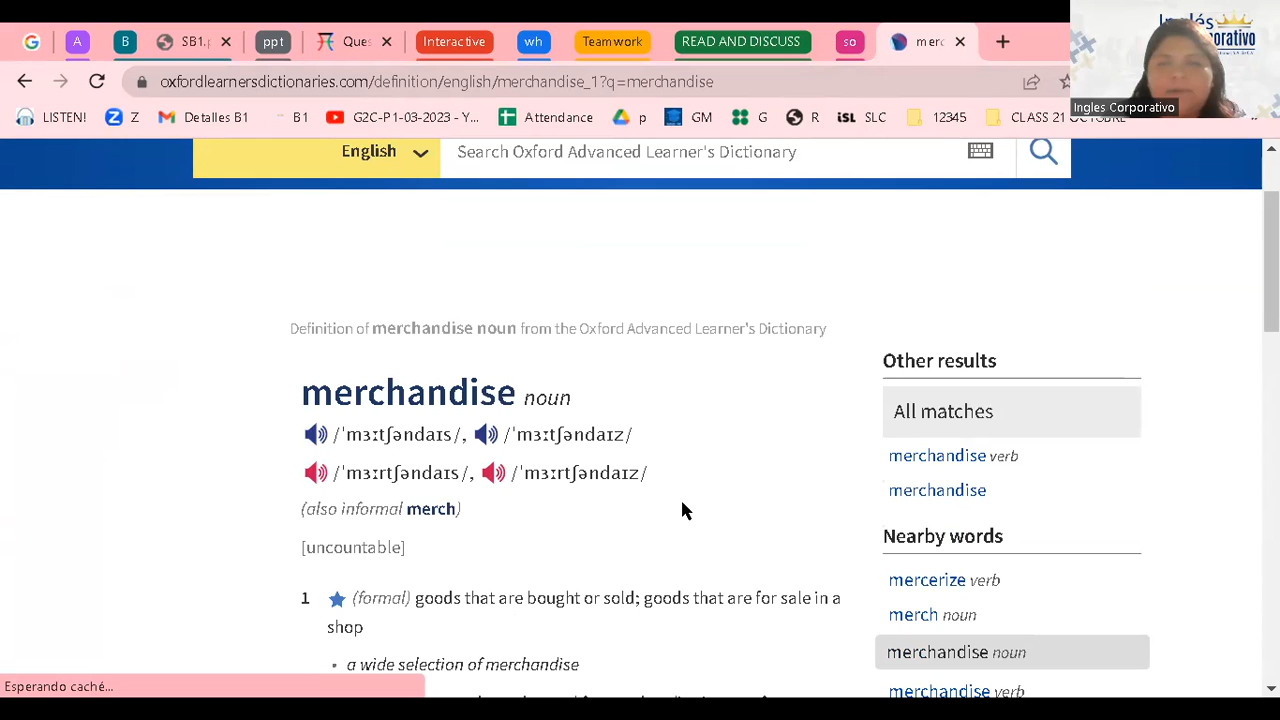 Inglés
Corporativo
G A B SB1.p ppt Ques Interactive wh Teamwork READ AND DISCUSS so merc
oxfordlearnersdictionaries.com/definition/english/merchandise_1?q=merchandise
Ingles Corporativo
LISTEN! Z Detalles B1 B1 G2C-P1-03-2023 - Y... Attendance p GM G R iSL SLC 12345 CLASS 21 OCTUBRE »
English Search Oxford Advanced Learner's Dictionary
Definition of merchandise noun from the Oxford Advanced Learner's Dictionary
merchandise noun
/ˈmɜːtʃəndaɪs/, /ˈmɜːtʃəndaɪz/
/ˈmɜːrtʃəndaɪs/, /ˈmɜːrtʃəndaɪz/
(also informal merch)
[uncountable]
1 (formal) goods that are bought or sold; goods that are for sale in a
shop
• a wide selection of merchandise
Other results
All matches
merchandise verb
merchandise
Nearby words
mercerize verb
merch noun
merchandise noun
merchandise verb
Esperando caché...